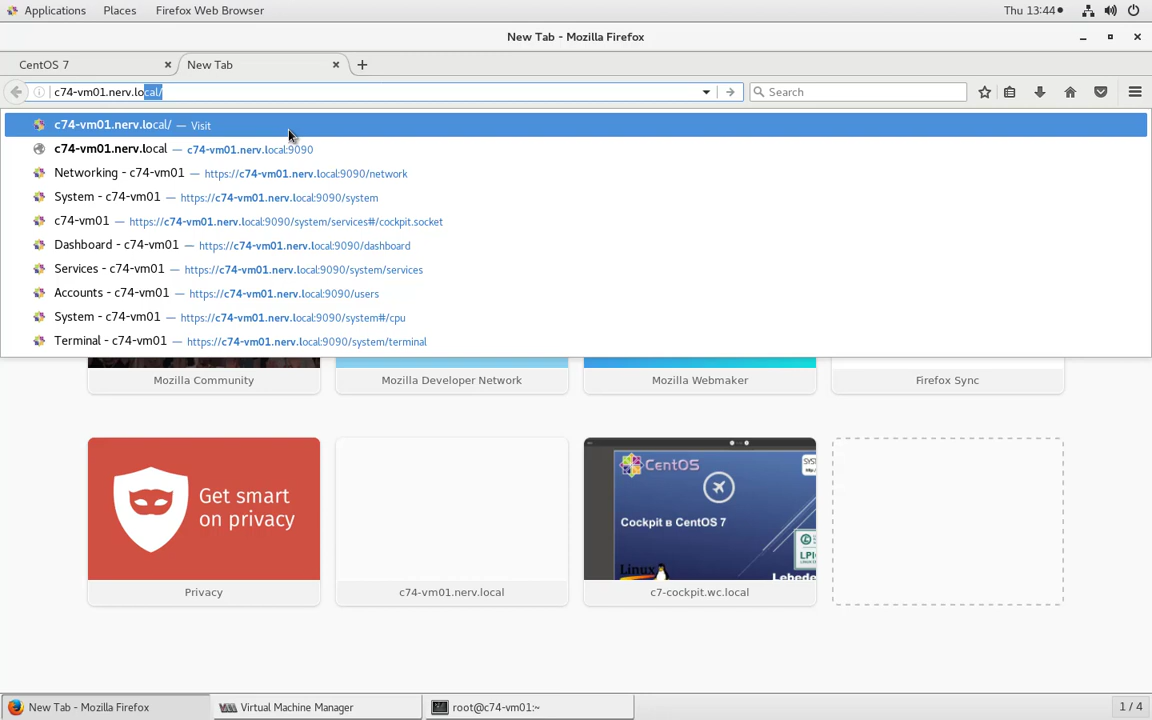 Applications Places Firefox Web Browser Thu 13:44
New Tab - Mozilla Firefox
CentOS 7 New Tab
c74-vm01.nerv.local/ Search
c74-vm01.nerv.local/ — Visit
c74-vm01.nerv.local — c74-vm01.nerv.local:9090
Networking - c74-vm01 — https://c74-vm01.nerv.local:9090/network
System - c74-vm01 — https://c74-vm01.nerv.local:9090/system
c74-vm01 — https://c74-vm01.nerv.local:9090/system/services#/cockpit.socket
Dashboard - c74-vm01 — https://c74-vm01.nerv.local:9090/dashboard
Services - c74-vm01 — https://c74-vm01.nerv.local:9090/system/services
Accounts - c74-vm01 — https://c74-vm01.nerv.local:9090/users
System - c74-vm01 — https://c74-vm01.nerv.local:9090/system#/cpu
Terminal - c74-vm01 — https://c74-vm01.nerv.local:9090/system/terminal
Mozilla Community Mozilla Developer Network Mozilla Webmaker Firefox Sync
Get smart
on privacy
CentOS
Cockpit в CentOS 7
LPI
Linux
Lebede
Privacy c74-vm01.nerv.local c7-cockpit.wc.local
New Tab - Mozilla Firefox Virtual Machine Manager root@c74-vm01:~ 1 / 4